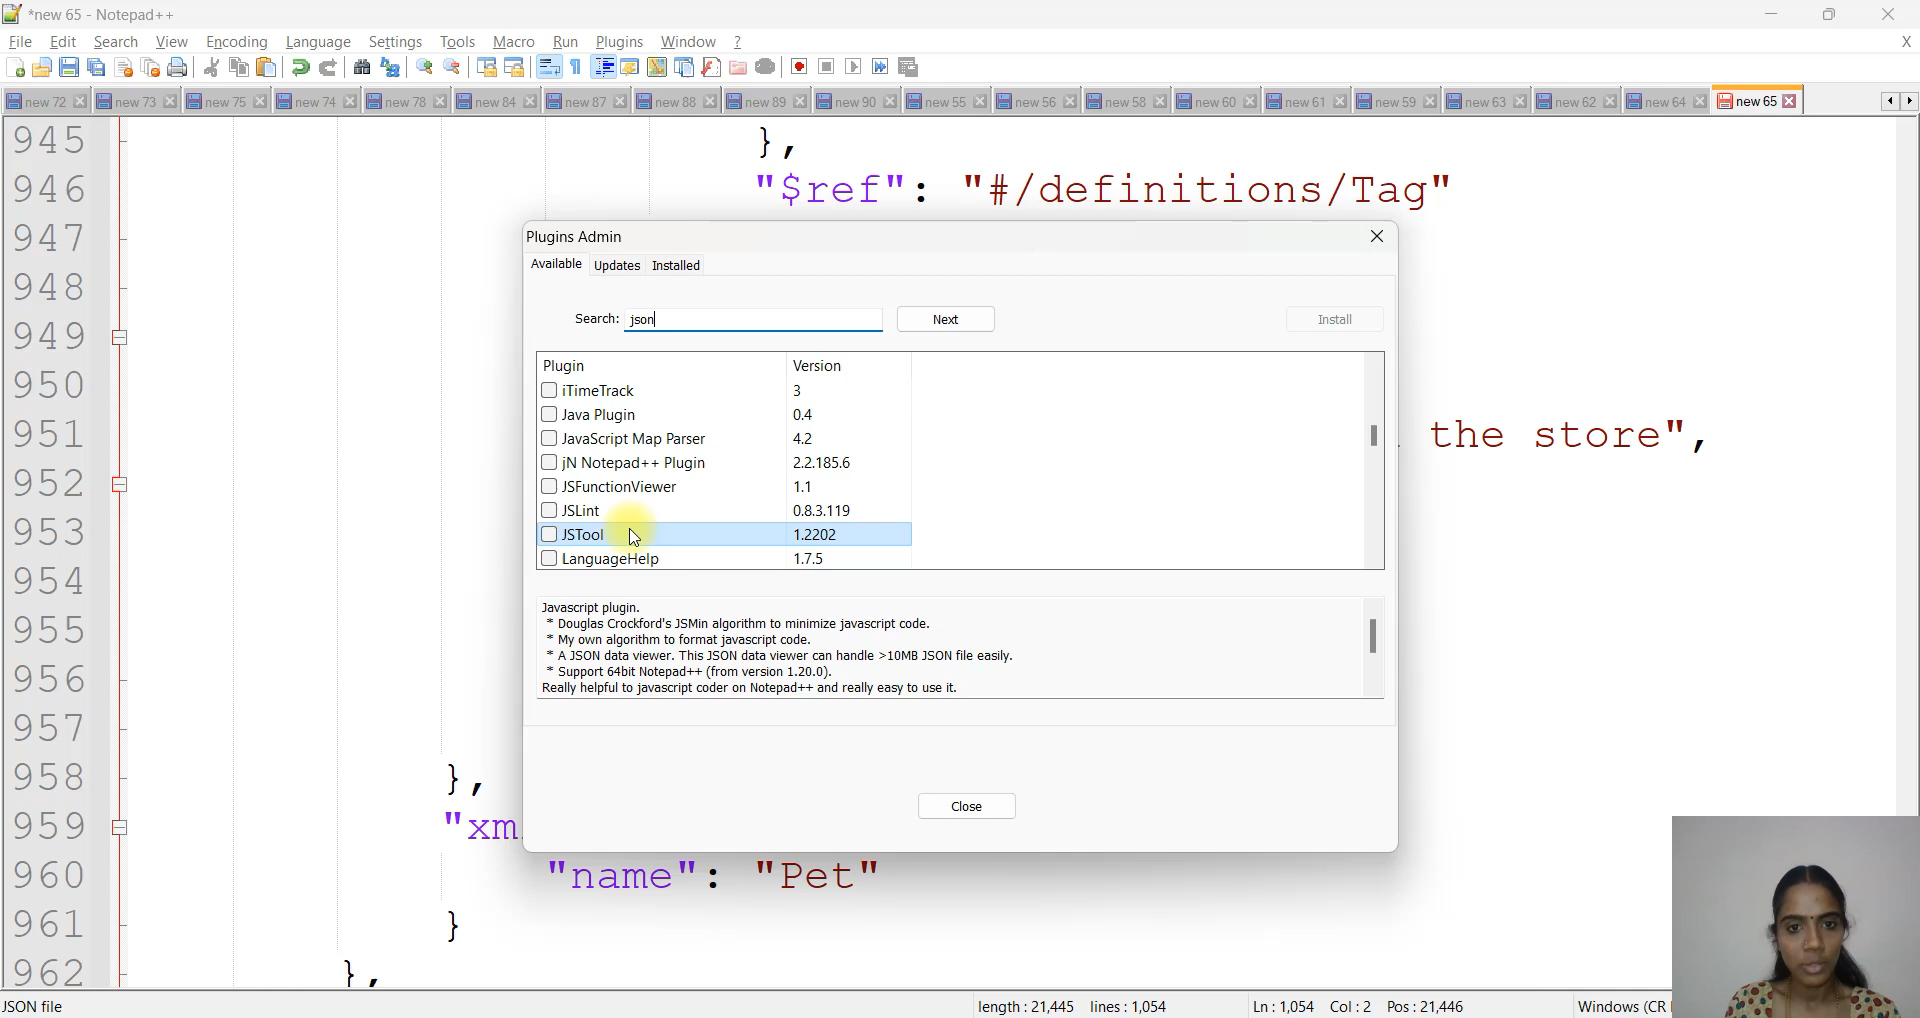 *new 65 - Notepad++
File Edit Search View Encoding Language Settings Tools Macro Run Plugins Window ? X
new 72 new 73 new 75 new 74 new 78 new 84 new 87 new 88 new 89 new 90 new 55 new 56 new 58 new 60 new 61 new 59 new 63 new 62 new 64 new 65
945 },
946 "$ref": "#/definitions/Tag"
947
948
949
950
951 the store",
952
953
954
955
956
957
958 },
959 "xm
960 "name": "Pet"
961 }
962 },
Plugins Admin
Available Updates Installed
Search: json Next Install
Plugin Version
iTimeTrack 3
Java Plugin 0.4
JavaScript Map Parser 4.2
jN Notepad++ Plugin 2.2.185.6
JSFunctionViewer 1.1
JSLint 0.8.3.119
JSTool 1.2202
LanguageHelp 1.7.5
Javascript plugin.
* Douglas Crockford's JSMin algorithm to minimize javascript code.
* My own algorithm to format javascript code.
* A JSON data viewer. This JSON data viewer can handle >10MB JSON file easily.
* Support 64bit Notepad++ (from version 1.20.0).
Really helpful to javascript coder on Notepad++ and really easy to use it.
Close
JSON file length : 21,445 lines : 1,054 Ln : 1,054 Col : 2 Pos : 21,446 Windows (CR